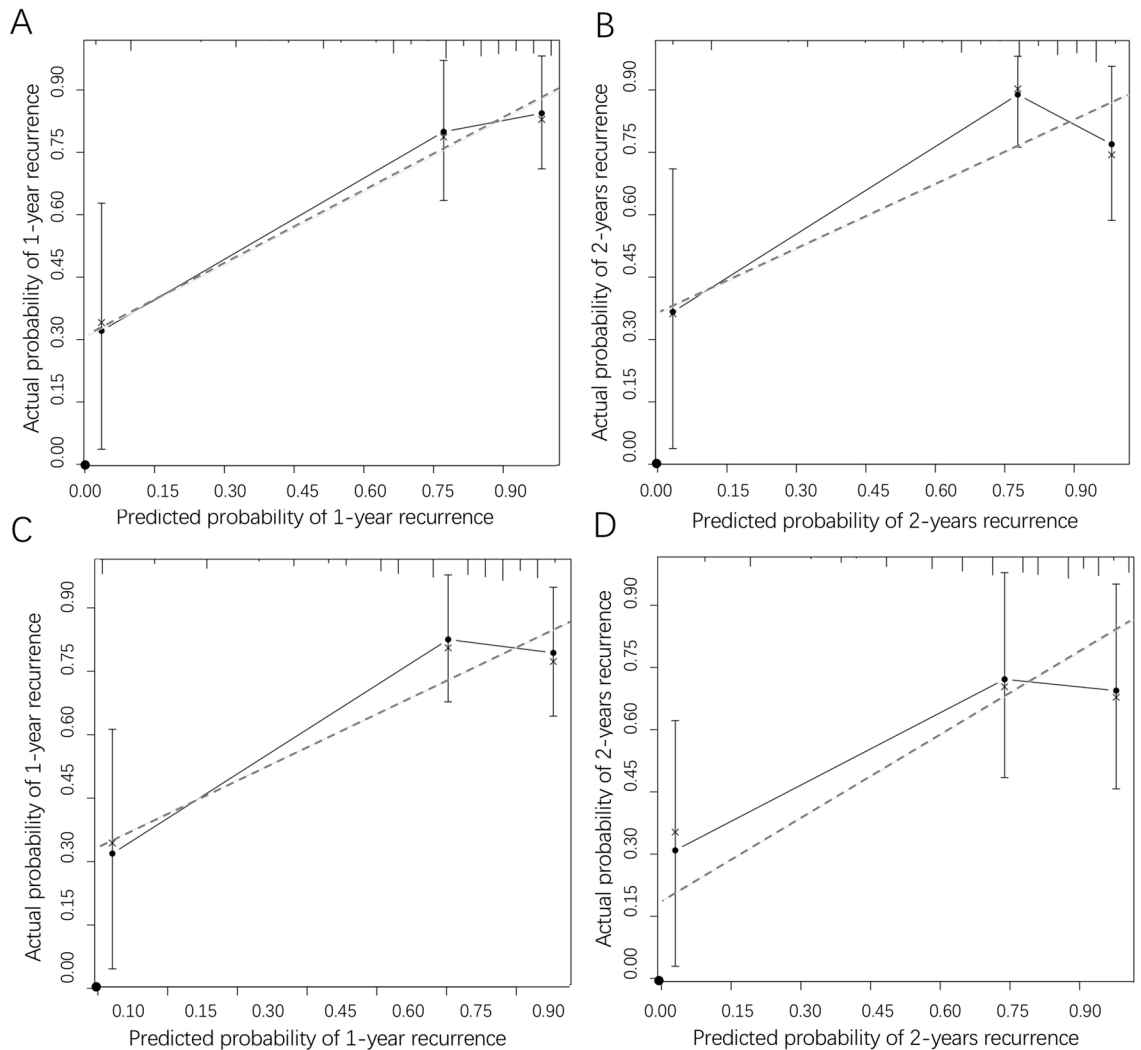 A
Actual probability of 1-year recurrence
0.90
0.75
0.60
0.45
0.30
0.15
0.00
0.00 0.15 0.30 0.45 0.60 0.75 0.90
Predicted probability of 1-year recurrence
B
Actual probability of 2-years recurrence
0.90
0.75
0.60
0.45
0.30
0.15
0.00
0.00 0.15 0.30 0.45 0.60 0.75 0.90
Predicted probability of 2-years recurrence
C
Actual probability of 1-year recurrence
0.90
0.75
0.60
0.45
0.30
0.15
0.00
0.10 0.15 0.30 0.45 0.60 0.75 0.90
Predicted probability of 1-year recurrence
D
Actual probability of 2-years recurrence
0.90
0.75
0.60
0.45
0.30
0.15
0.00
0.00 0.15 0.30 0.45 0.60 0.75 0.90
Predicted probability of 2-years recurrence